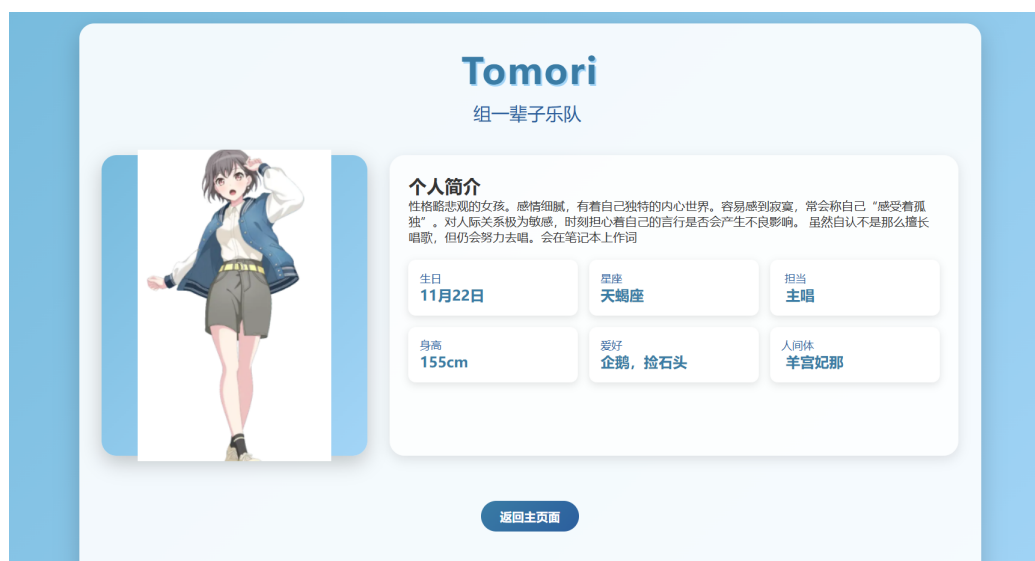 Tomori
组一辈子乐队
个人简介
性格略悲观的女孩。感情细腻，有着自己独特的内心世界。容易感到寂寞，常会称自己“感受着孤
独”。对人际关系极为敏感，时刻担心着自己的言行是否会产生不良影响。 虽然自认不是那么擅长
唱歌，但仍会努力去唱。会在笔记本上作词
生日
11月22日
星座
天蝎座
担当
主唱
身高
155cm
爱好
企鹅，捡石头
人间体
羊宫妃那
返回主页面